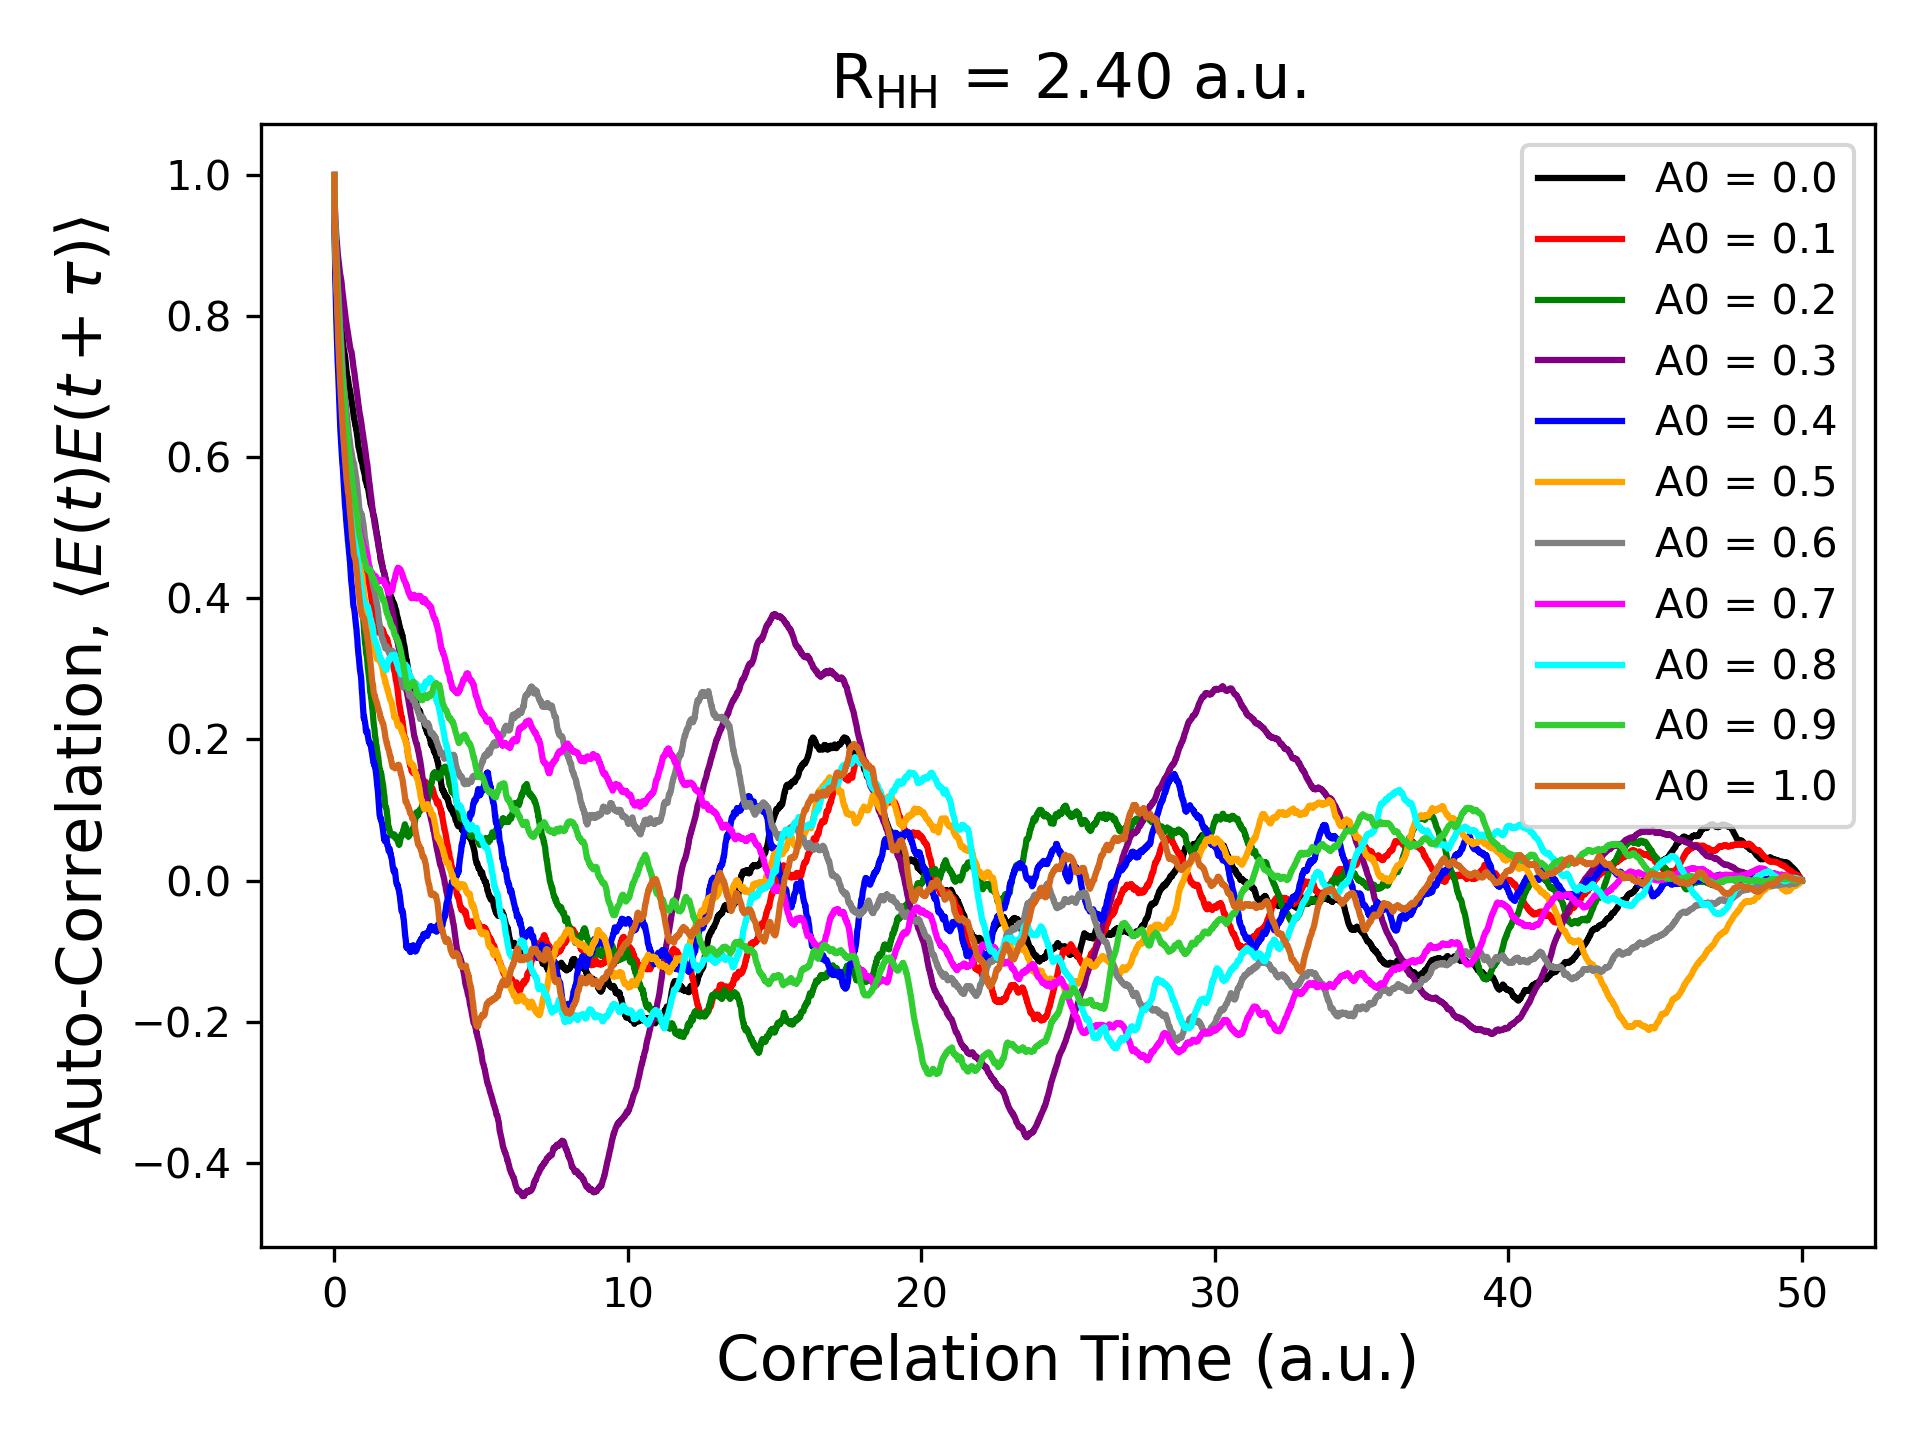 R_HH = 2.40 a.u.
Auto-Correlation, ⟨E(t)E(t + τ)⟩
1.0
0.8
0.6
0.4
0.2
0.0
−0.2
−0.4
A0 = 0.0
A0 = 0.1
A0 = 0.2
A0 = 0.3
A0 = 0.4
A0 = 0.5
A0 = 0.6
A0 = 0.7
A0 = 0.8
A0 = 0.9
A0 = 1.0
0 10 20 30 40 50
Correlation Time (a.u.)